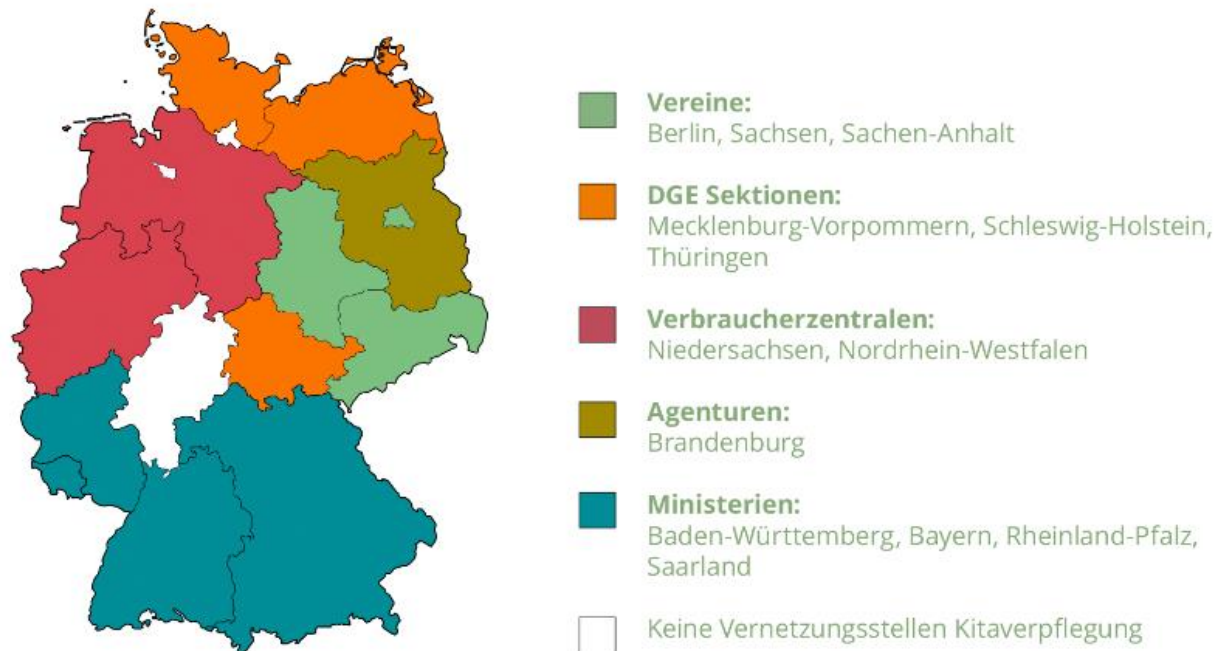 Vereine:
Berlin, Sachsen, Sachen-Anhalt
DGE Sektionen:
Mecklenburg-Vorpommern, Schleswig-Holstein,
Thüringen
Verbraucherzentralen:
Niedersachsen, Nordrhein-Westfalen
Agenturen:
Brandenburg
Ministerien:
Baden-Württemberg, Bayern, Rheinland-Pfalz,
Saarland
Keine Vernetzungsstellen Kitaverpflegung